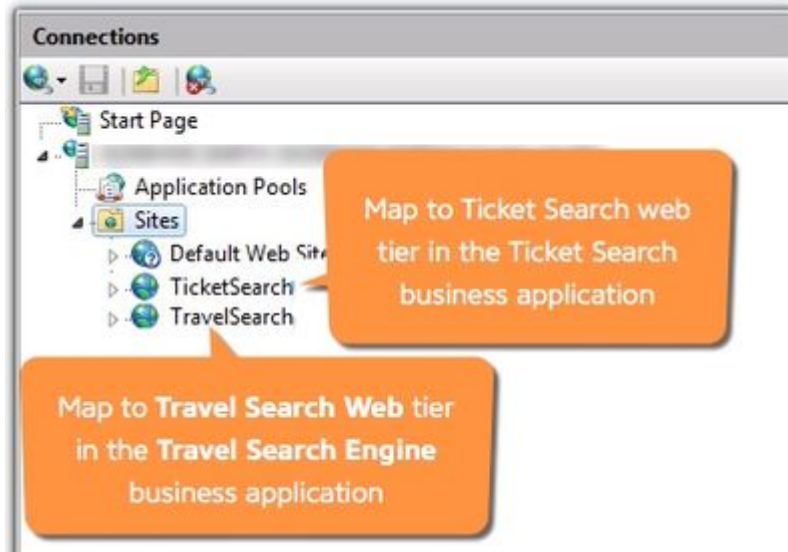 Connections
Start Page
Application Pools
Sites
Default Web Site
TicketSearch
TravelSearch
Map to Ticket Search web
tier in the Ticket Search
business application
Map to Travel Search Web tier
in the Travel Search Engine
business application